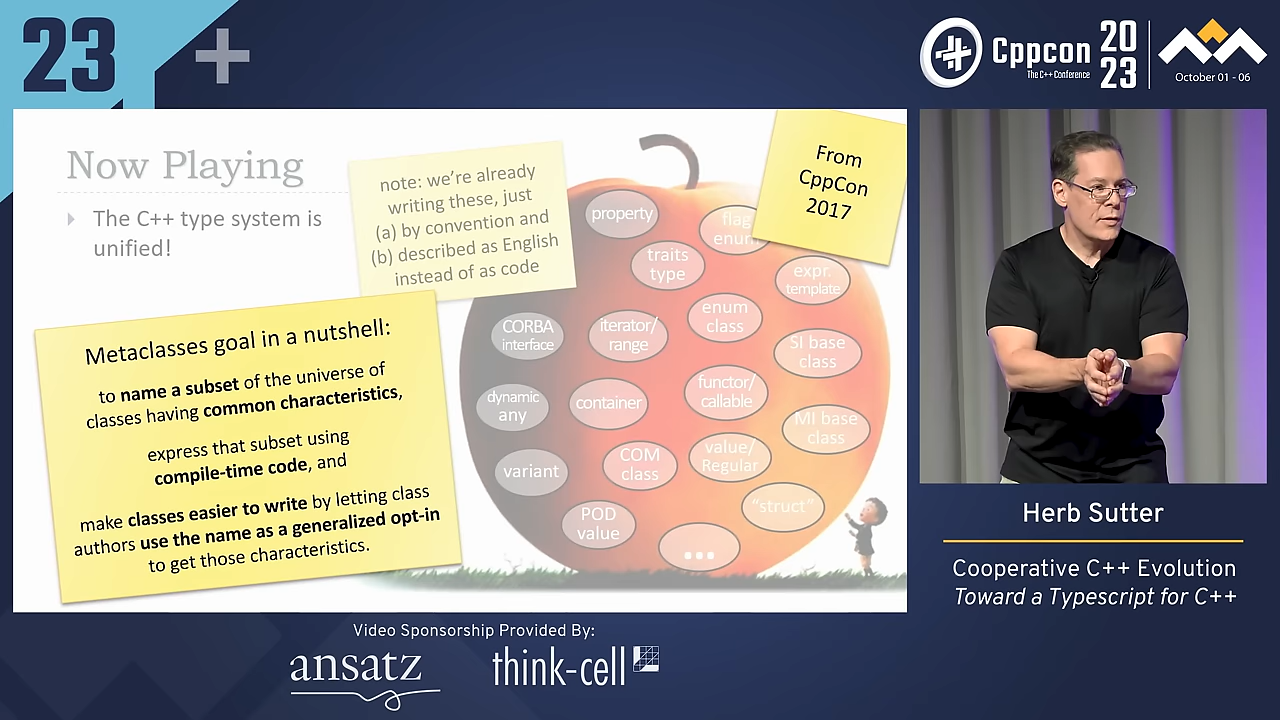 23
+
Cppcon
The C++ Conference
20
23
October 01 - 06
Now Playing
The C++ type system is
unified!
note: we’re already
writing these, just
(a) by convention and
(b) described as English
instead of as code
From
CppCon
2017
Metaclasses goal in a nutshell:
to name a subset of the universe of
classes having common characteristics,
express that subset using
compile-time code, and
make classes easier to write by letting class
authors use the name as a generalized opt-in
to get those characteristics.
property
flag
enum
traits
type
expr.
template
enum
class
CORBA
interface
iterator/
range
SI base
class
dynamic
any
container
functor/
callable
MI base
class
variant
COM
class
value/
Regular
POD
value
“struct”
...
Herb Sutter
Cooperative C++ Evolution
Toward a Typescript for C++
Video Sponsorship Provided By:
ansatz
think-cell